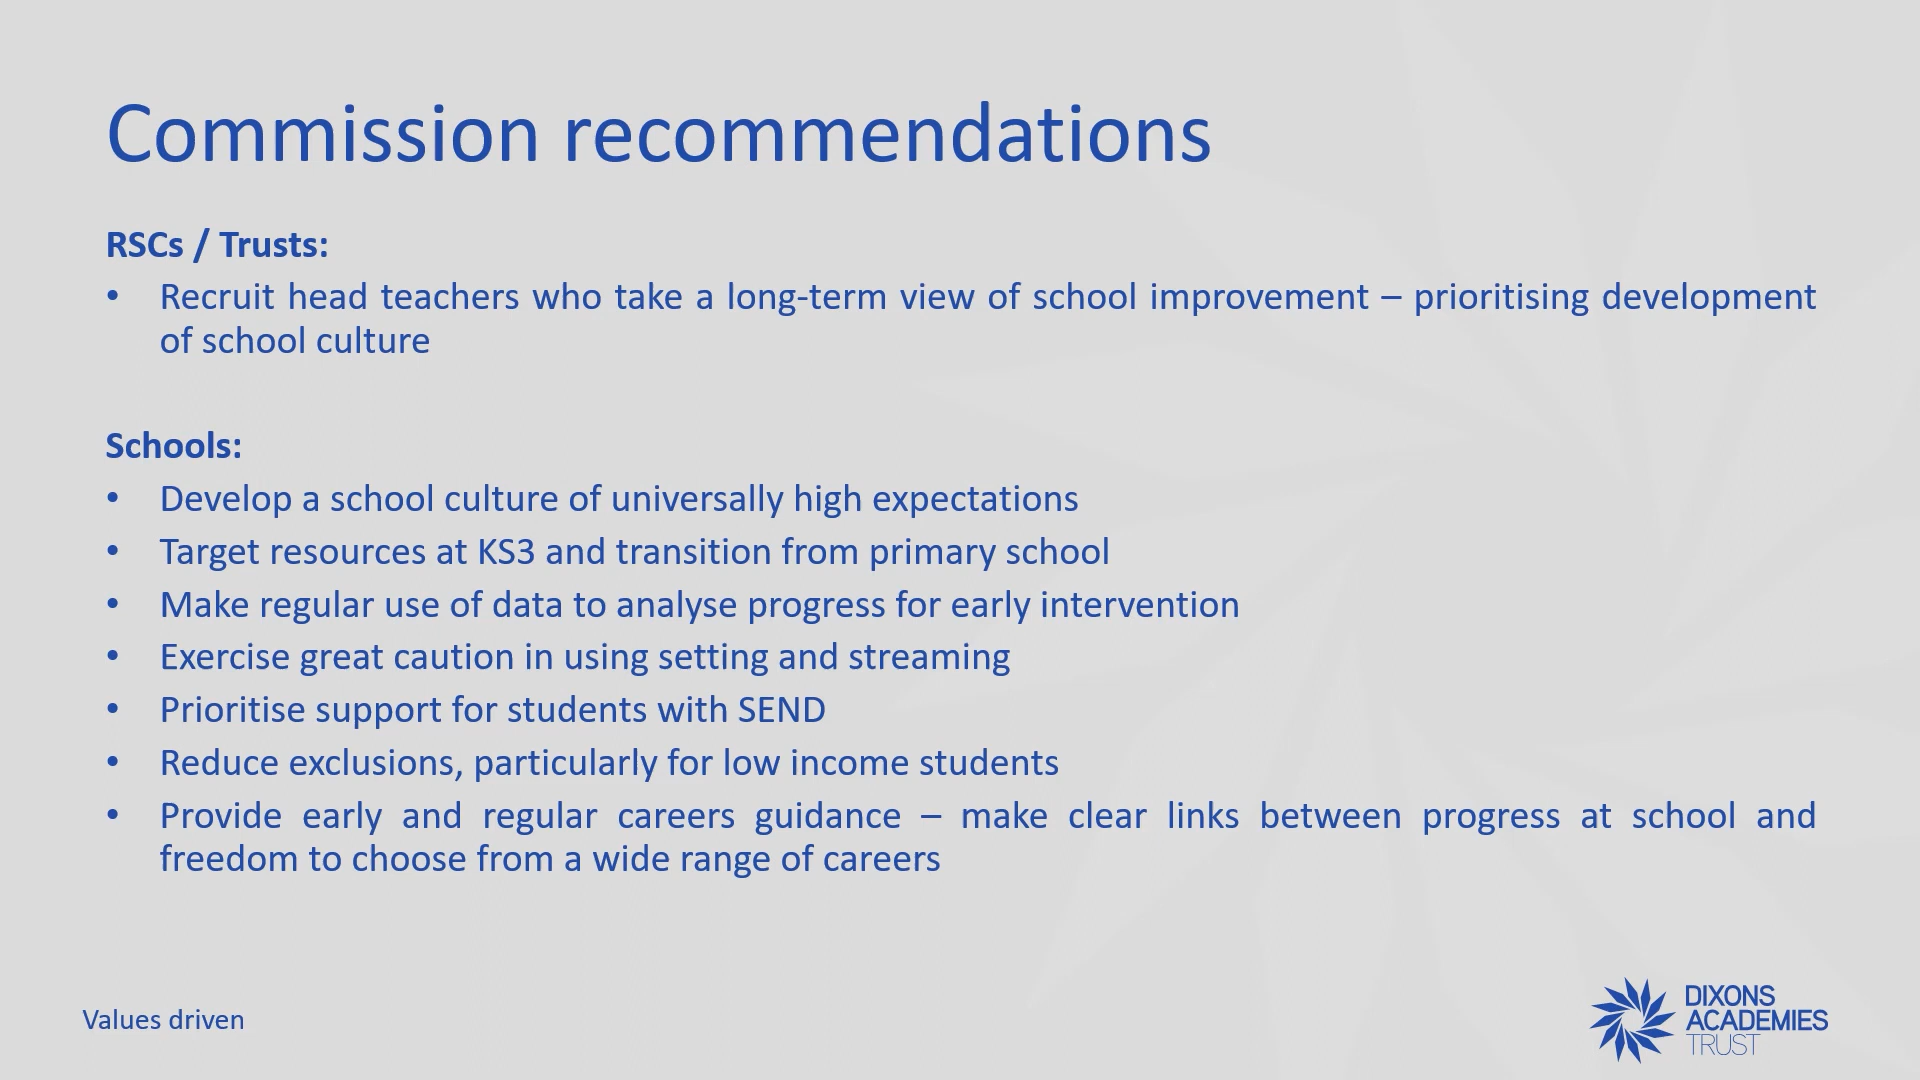 Commission recommendations
RSCs / Trusts:
• Recruit head teachers who take a long-term view of school improvement – prioritising development
of school culture
Schools:
• Develop a school culture of universally high expectations
• Target resources at KS3 and transition from primary school
• Make regular use of data to analyse progress for early intervention
• Exercise great caution in using setting and streaming
• Prioritise support for students with SEND
• Reduce exclusions, particularly for low income students
• Provide early and regular careers guidance – make clear links between progress at school and
freedom to choose from a wide range of careers
Values driven
DIXONS
ACADEMIES
TRUST